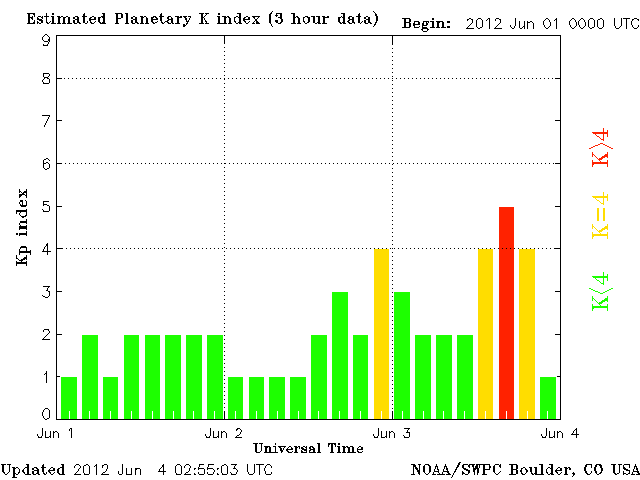 Estimated Planetary K index (3 hour data) Begin: 2012 Jun 01 0000 UTC
9
8
7
6
5
4
3
2
1
0
Kp index
K>4
K=4
K<4
Jun 1 Jun 2 Jun 3 Jun 4
Universal Time
Updated 2012 Jun 4 02:55:03 UTC NOAA/SWPC Boulder, CO USA